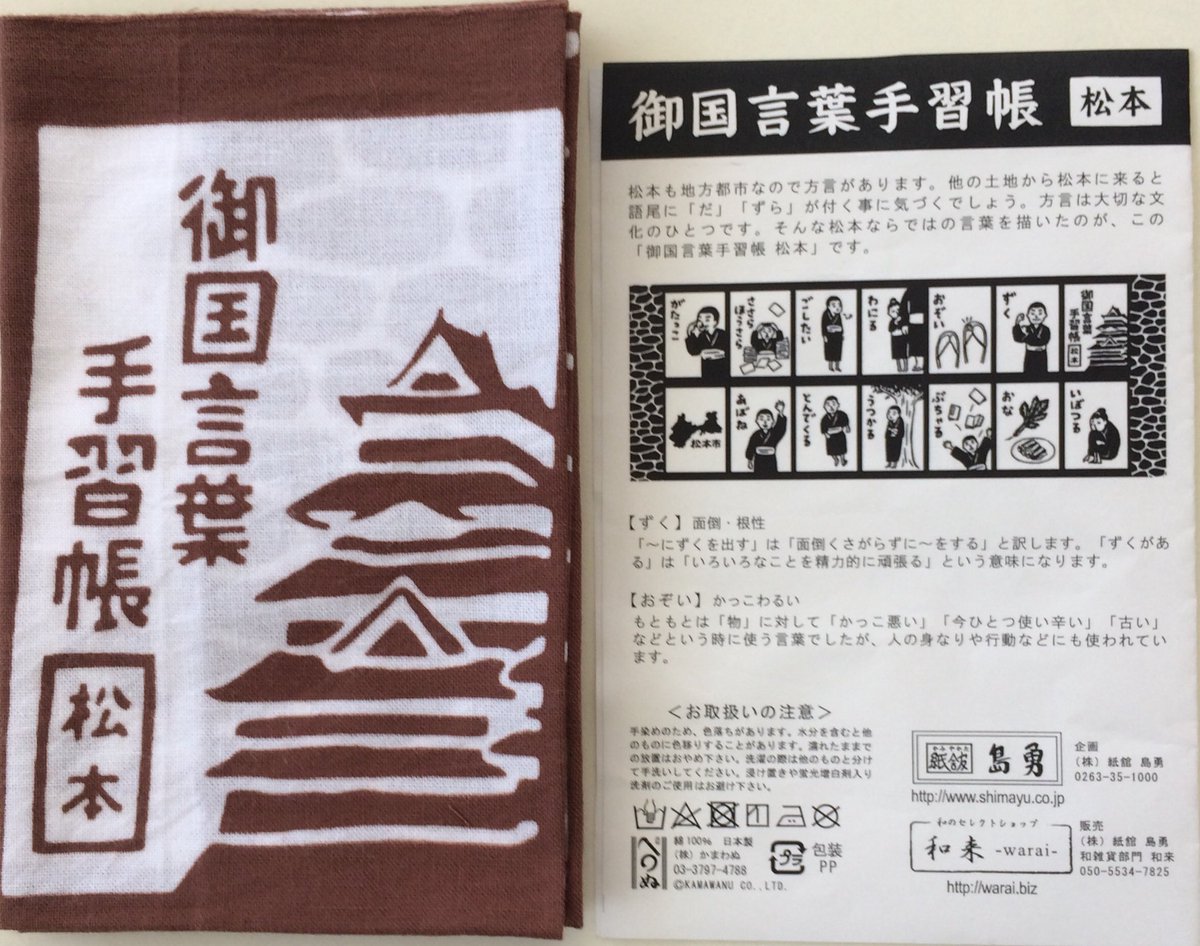 御国言葉
手習帳
松本
御国言葉手習帳 松本
松本も地方都市なので方言があります。他の土地から松本に来ると
語尾に「だ」「ずら」が付く事に気づくでしょう。方言は大切な文
化のひとつです。そんな松本ならではの言葉を描いたのが、この
「御国言葉手習帳 松本」です。
御国言葉
手習帳
松本
ずく
おぞい
わにる
ごしたい
ささら
ほうさら
がたっこ
いぼつる
おな
ぶちゃる
うつかる
とんでくる
あばね
松本市
【ずく】面倒・根性
「〜にずくを出す」は「面倒くさがらずに〜をする」と訳します。「ずくがあ
る」は「いろいろなことを精力的に頑張る」という意味になります。
【おぞい】かっこわるい
もともとは「物」に対して「かっこ悪い」「今ひとつ使い辛い」「古い」
などという時に使う言葉でしたが、人の身なりや行動などにも使われてい
ます。
＜お取扱いの注意＞
手染めのため、色落ちがあります。水分を含むと他
のものに色移りすることがあります。濡れたままで
の放置はおやめ下さい。洗濯の際は他のものと分け
て手洗いしてください。浸け置きや蛍光増白剤入り
洗剤のご使用はお避け下さい。
綿100% 日本製
(株) かまわぬ
03-3797-4788
©KAMAWANU CO.,LTD.
プラ
包装
PP
かみやかた
紙舘 島勇
企画
(株) 紙舘 島勇
0263-35-1000
http://www.shimayu.co.jp
和のセレクトショップ
和来 -warai-
販売
(株) 紙舘 島勇
和雑貨部門 和来
050-5534-7825
http://warai.biz